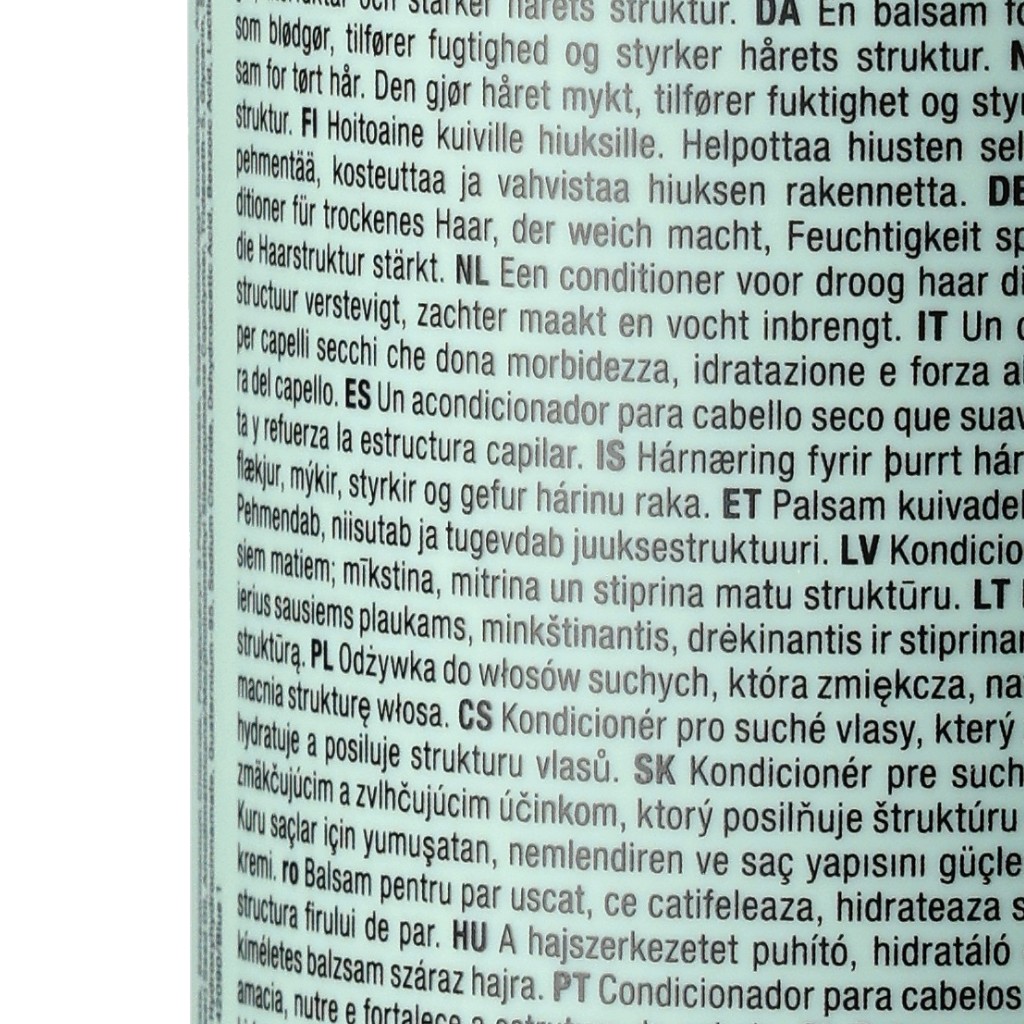 och stärker hårets struktur. DA En balsam
som blødgør, tilfører fugtighed og styrker hårets struktur.
sam for tørt hår. Den gjør håret mykt, tilfører fuktighet og sty
struktur. FI Hoitoaine kuiville hiuksille. Helpottaa hiusten sel
pehmentää, kosteuttaa ja vahvistaa hiuksen rakennetta. DE
ditioner für trockenes Haar, der weich macht, Feuchtigkeit sp
die Haarstruktur stärkt. NL Een conditioner voor droog haar di
structuur verstevigt, zachter maakt en vocht inbrengt. IT Un
per capelli secchi che dona morbidezza, idratazione e forza al
ra del capello. ES Un acondicionador para cabello seco que suav
ta y refuerza la estructura capilar. IS Hárnæring fyrir þurrt hár
flækjur, mýkir, styrkir og gefur hárinu raka. ET Palsam kuivadel
Pehmendab, niisutab ja tugevdab juuksestruktuuri. LV Kondicio
siem matiem; mīkstina, mitrina un stiprina matu struktūru. LT
ierius sausiems plaukams, minkštinantis, drėkinantis ir stiprinan
struktūrą. PL Odżywka do włosów suchych, która zmiękcza, na
macnia strukturę włosa. CS Kondicionér pro suché vlasy, který
hydratuje a posiluje strukturu vlasů. SK Kondicionér pre such
zmäkčujúcim a zvlhčujúcim účinkom, ktorý posilňuje štruktúru
Kuru saçlar için yumuşatan, nemlendiren ve saç yapısını güçle
kremi. ro Balsam pentru par uscat, ce catifeleaza, hidrateaza s
structura firului de par. HU A hajszerkezetet puhító, hidratáló
kíméletes balzsam száraz hajra. PT Condicionador para cabelos
amacia, nutre e fortalece a